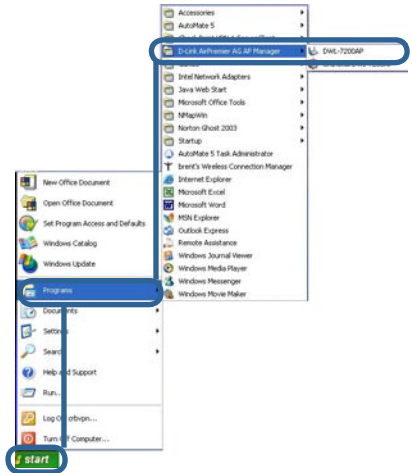 Accessories
AutoMate 5
D-Link AirPremier AG AP Manager
DWL-7200AP
Intel Network Adapters
Java Web Start
Microsoft Office Tools
NMapWin
Norton Ghost 2003
Startup
AutoMate 5 Task Administrator
Brent's Wireless Connection Manager
Internet Explorer
Microsoft Excel
Microsoft Word
MSN Explorer
Outlook Express
Remote Assistance
Windows Journal Viewer
Windows Media Player
Windows Messenger
Windows Movie Maker
New Office Document
Open Office Document
Set Program Access and Defaults
Windows Catalog
Windows Update
Programs
Documents
Settings
Search
Help and Support
Run...
Log Off crbvpn...
Turn Off Computer...
start